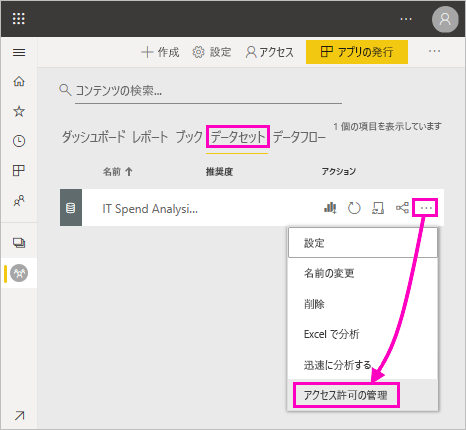 作成 設定 アクセス アプリの発行
コンテンツの検索...
ダッシュボード レポート ブック データセット データフロー 1 個の項目を表示しています
名前 推奨度 アクション
IT Spend Analysi...
設定
名前の変更
削除
Excel で分析
迅速に分析する
アクセス許可の管理